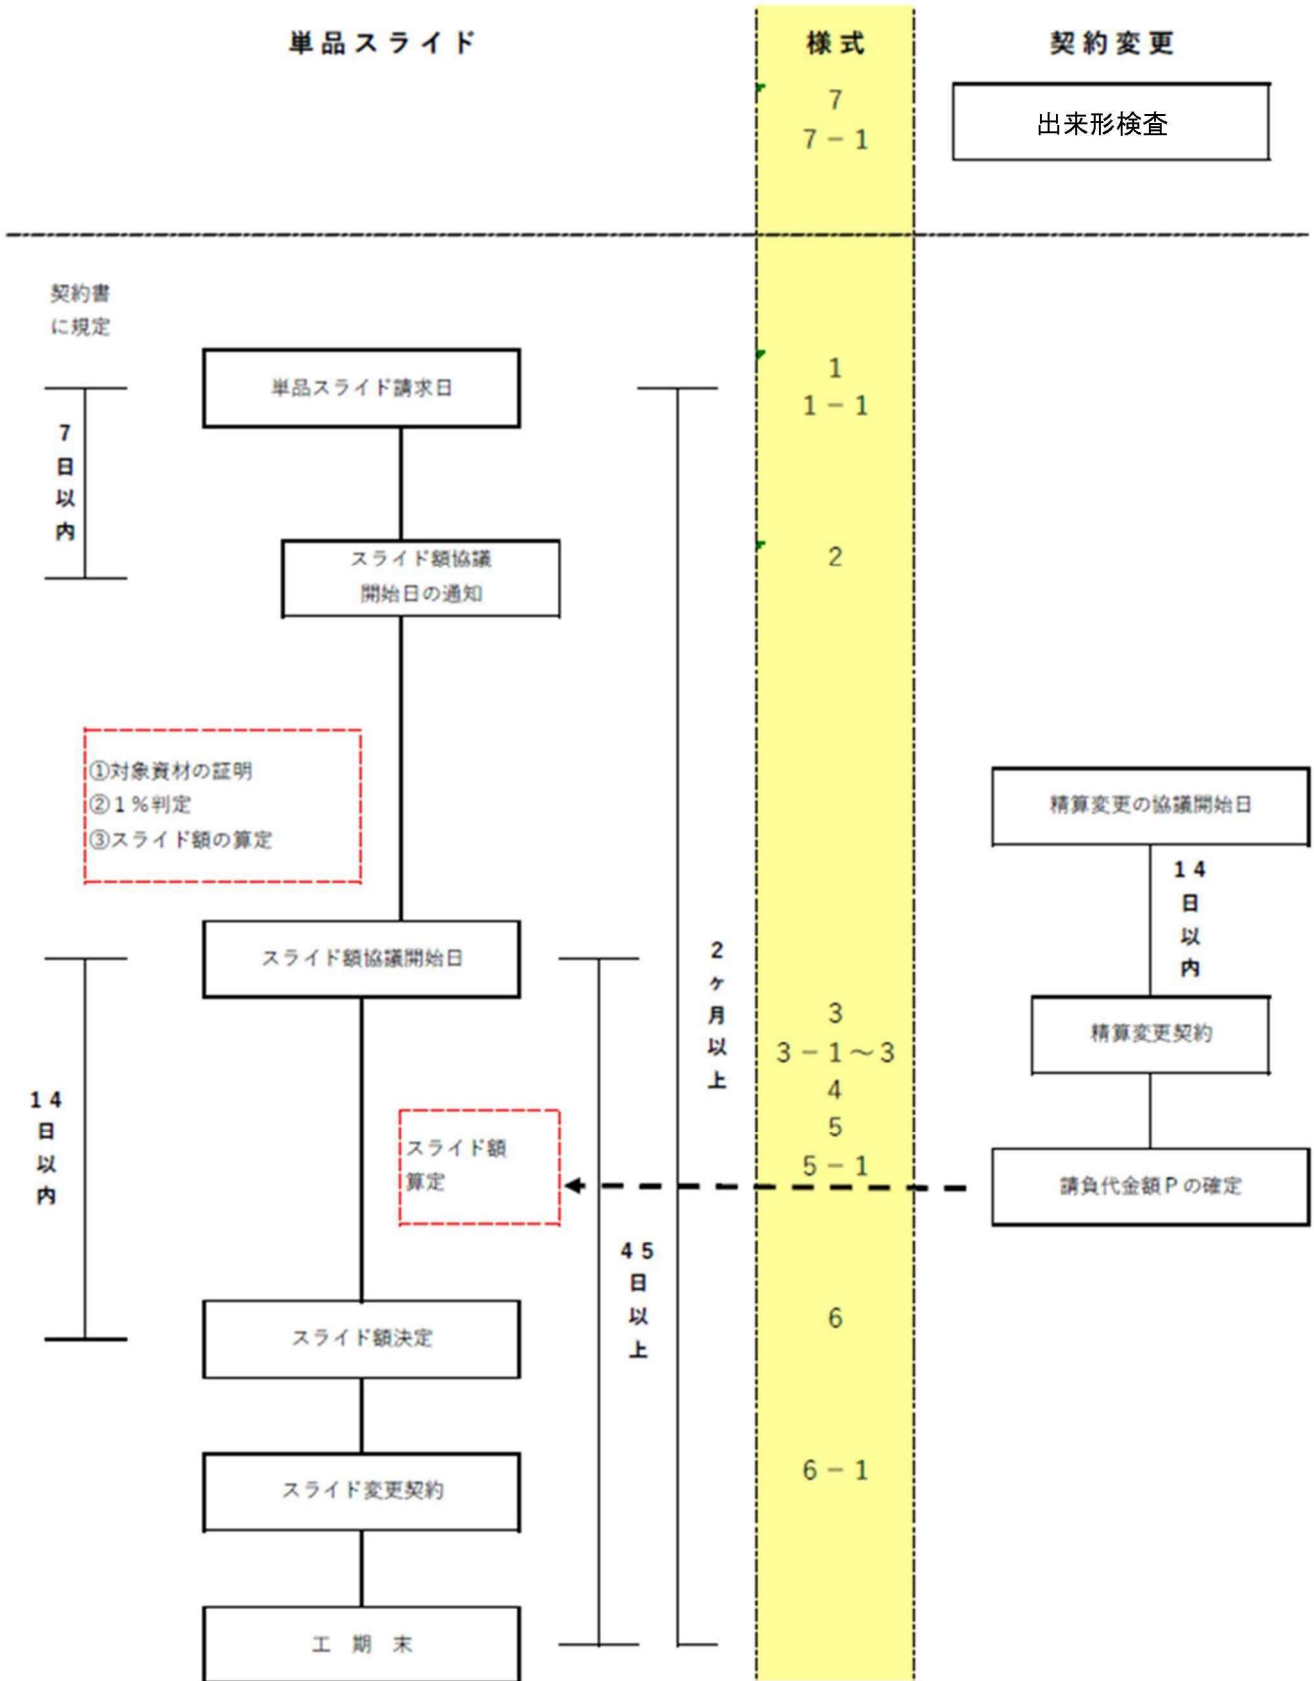 単品スライド
様式
契約変更
7
7－1
出来形検査
契約書
に規定
単品スライド請求日
1
1－1
7日以内
スライド額協議
開始日の通知
2
①対象資材の証明
②1％判定
③スライド額の算定
精算変更の協議開始日
14日以内
スライド額協議開始日
2ヶ月以上
3
3－1～3
4
5
5－1
精算変更契約
14日以内
スライド額
算定
請負代金額Ｐの確定
45日以上
スライド額決定
6
スライド変更契約
6－1
工期末